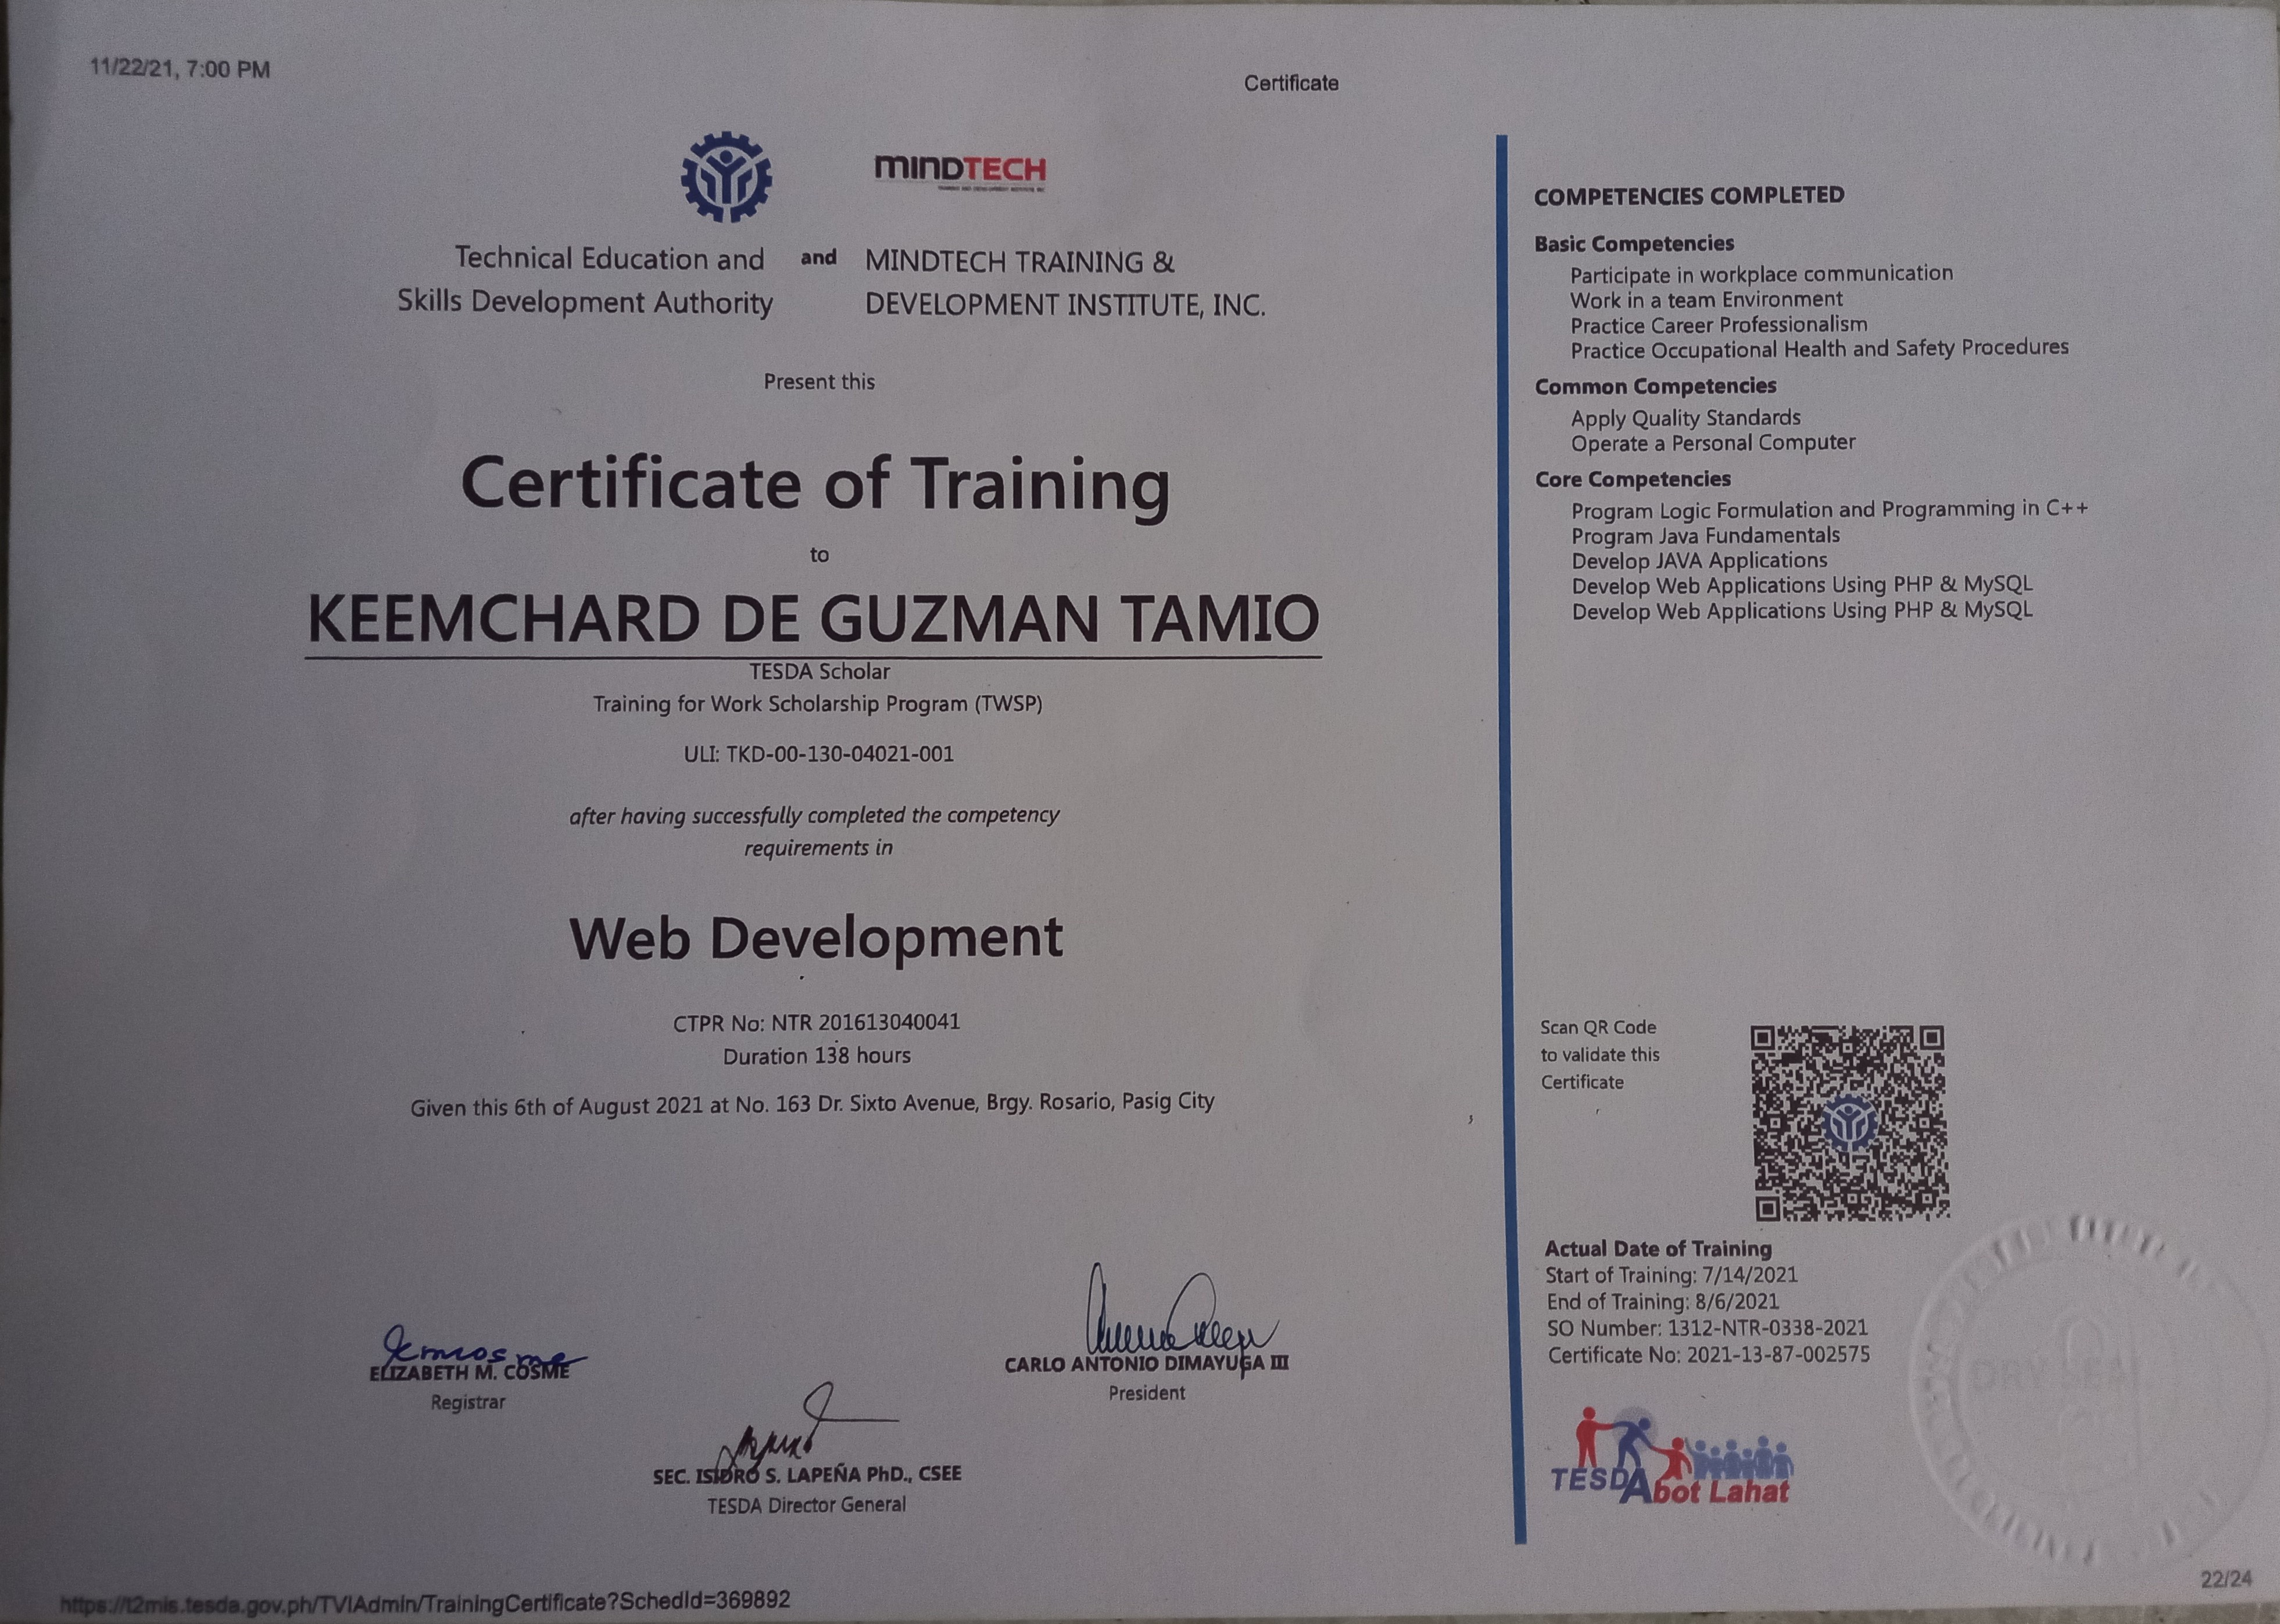 11/22/21, 7:00 PM
Certificate
MINDTECH
Technical Education and
Skills Development Authority
and
MINDTECH TRAINING &
DEVELOPMENT INSTITUTE, INC.
Present this
Certificate of Training
to
KEEMCHARD DE GUZMAN TAMIO
TESDA Scholar
Training for Work Scholarship Program (TWSP)
ULI: TKD-00-130-04021-001
after having successfully completed the competency
requirements in
Web Development
CTPR No: NTR 201613040041
Duration 138 hours
Given this 6th of August 2021 at No. 163 Dr. Sixto Avenue, Brgy. Rosario, Pasig City
ELIZABETH M. COSME
Registrar
CARLO ANTONIO DIMAYUGA III
President
SEC. ISIDRO S. LAPEÑA PhD., CSEE
TESDA Director General
https://t2mis.tesda.gov.ph/TVIAdmin/TrainingCertificate?SchedId=369892
COMPETENCIES COMPLETED
Basic Competencies
Participate in workplace communication
Work in a team Environment
Practice Career Professionalism
Practice Occupational Health and Safety Procedures
Common Competencies
Apply Quality Standards
Operate a Personal Computer
Core Competencies
Program Logic Formulation and Programming in C++
Program Java Fundamentals
Develop JAVA Applications
Develop Web Applications Using PHP & MySQL
Develop Web Applications Using PHP & MySQL
Scan QR Code
to validate this
Certificate
Actual Date of Training
Start of Training: 7/14/2021
End of Training: 8/6/2021
SO Number: 1312-NTR-0338-2021
Certificate No: 2021-13-87-002575
TESDA Abot Lahat
DRY SEAL
22/24